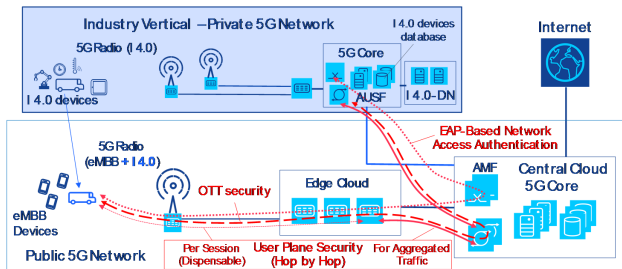 Industry Vertical –Private 5G Network
Internet
5G Radio (I 4.0)
5G Core
I 4.0 devices
database
I 4.0 devices
AUSF
I 4.0-DN
EAP-Based Network
Access Authentication
5G Radio
(eMBB + I 4.0)
OTT security
Edge Cloud
AMF
Central Cloud
5G Core
eMBB
Devices
Per Session
(Dispensable)
User Plane Security
(Hop by Hop)
For Aggregated
Traffic
Public 5G Network